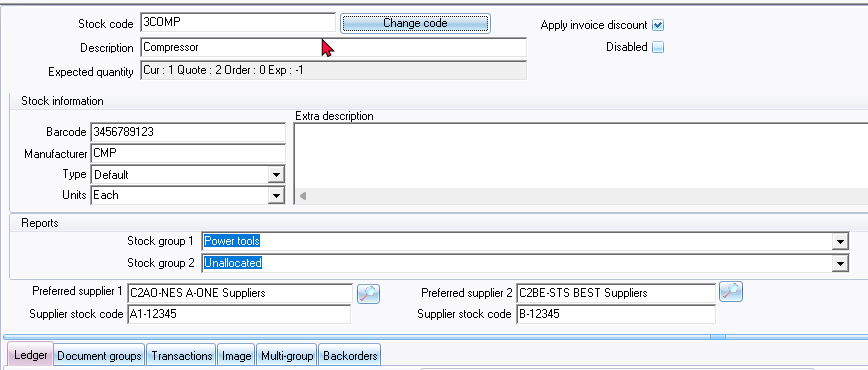 Stock code 3COMP Change code Apply invoice discount
Description Compressor Disabled
Expected quantity Cur : 1 Quote : 2 Order : 0 Exp : -1
Stock information
Extra description
Barcode 3456789123
Manufacturer CMP
Type Default
Units Each
Reports
Stock group 1 Power tools
Stock group 2 Unallocated
Preferred supplier 1 C2AO-NES A-ONE Suppliers Preferred supplier 2 C2BE-STS BEST Suppliers
Supplier stock code A1-12345 Supplier stock code B-12345
Ledger Document groups Transactions Image Multi-group Backorders